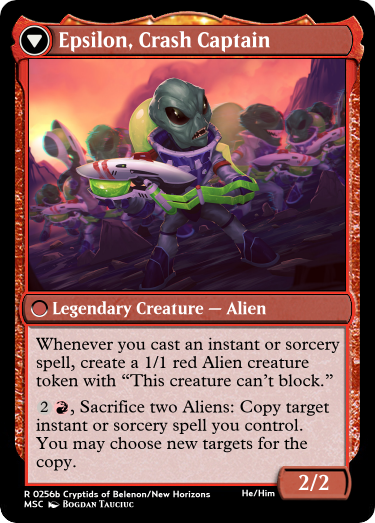 Epsilon, Crash Captain
Legendary Creature — Alien
Whenever you cast an instant or sorcery
spell, create a 1/1 red Alien creature
token with “This creature can’t block.”
2 , Sacrifice two Aliens: Copy target
instant or sorcery spell you control.
You may choose new targets for the
copy.
2/2
R 0256b Cryptids of Belenon/New Horizons He/Him
MSC Bogdan Tauciuc